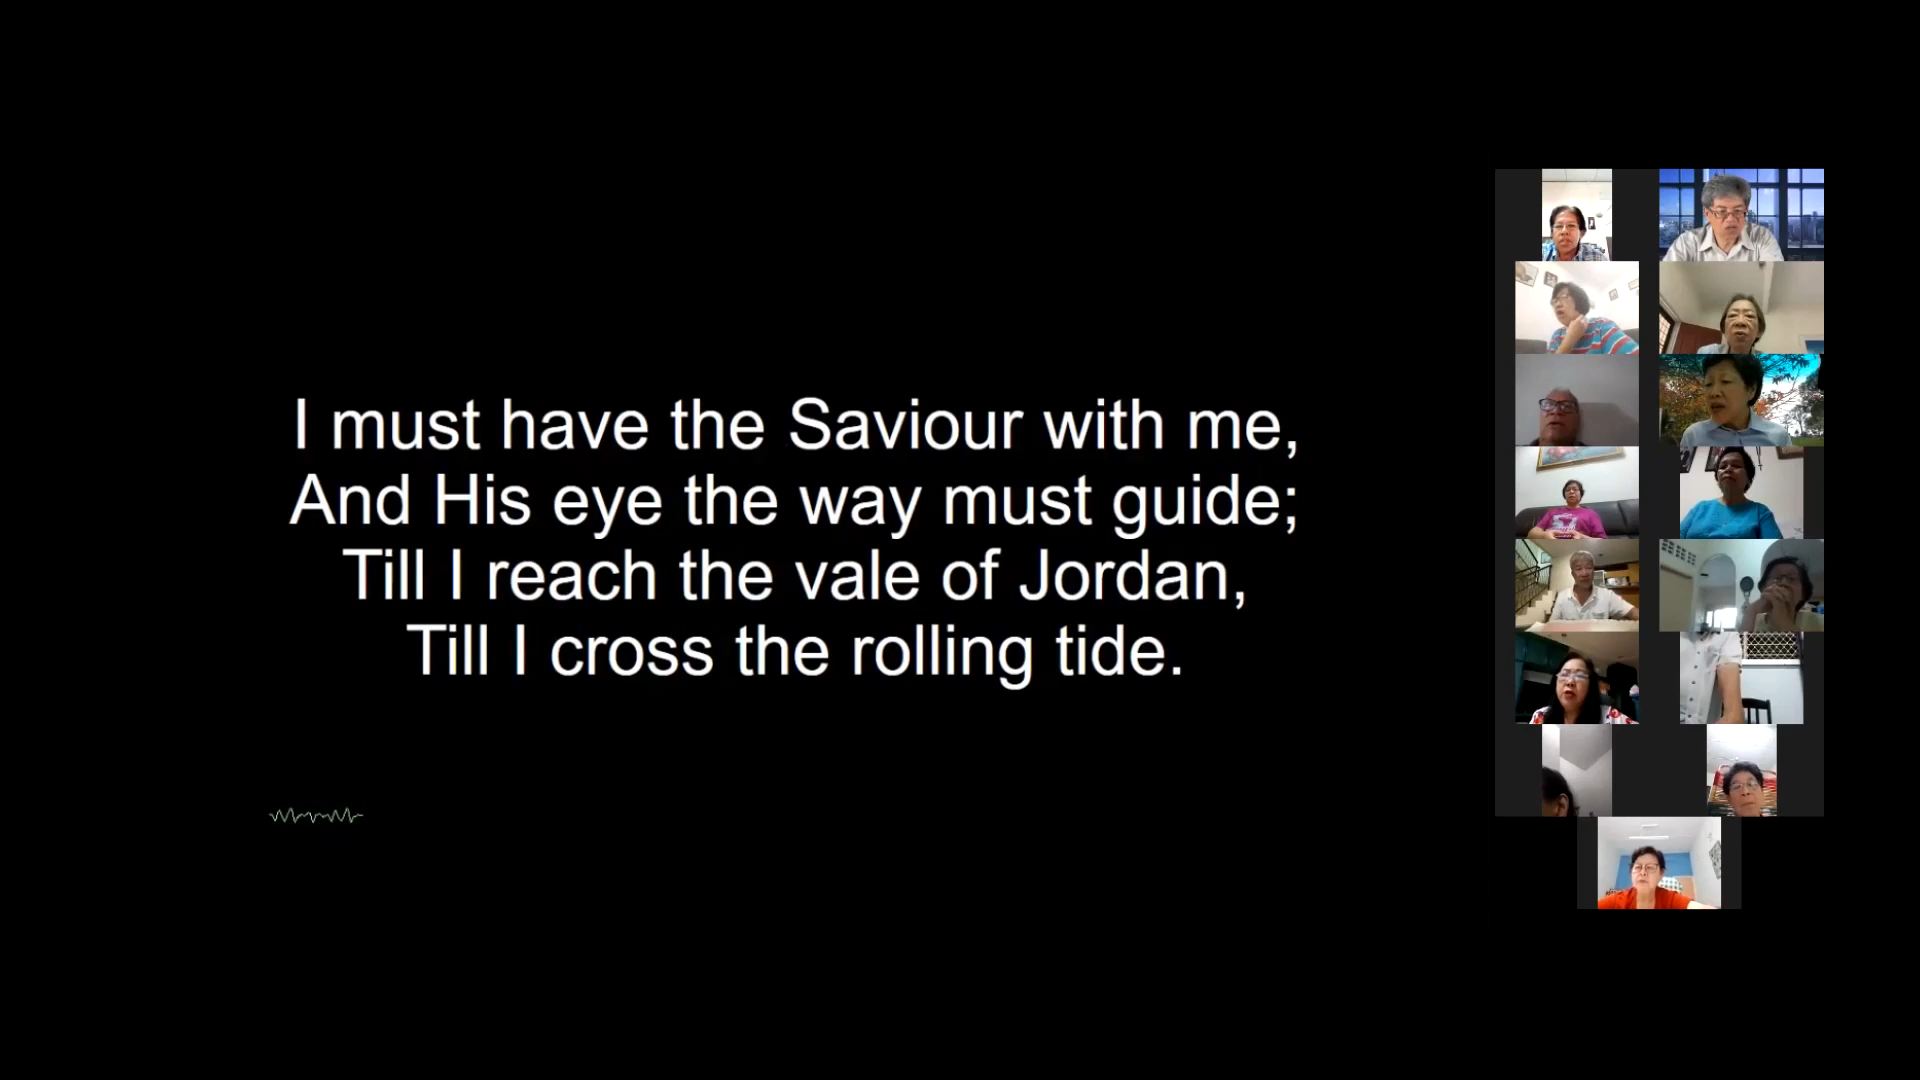 I must have the Saviour with me,
And His eye the way must guide;
Till I reach the vale of Jordan,
Till I cross the rolling tide.